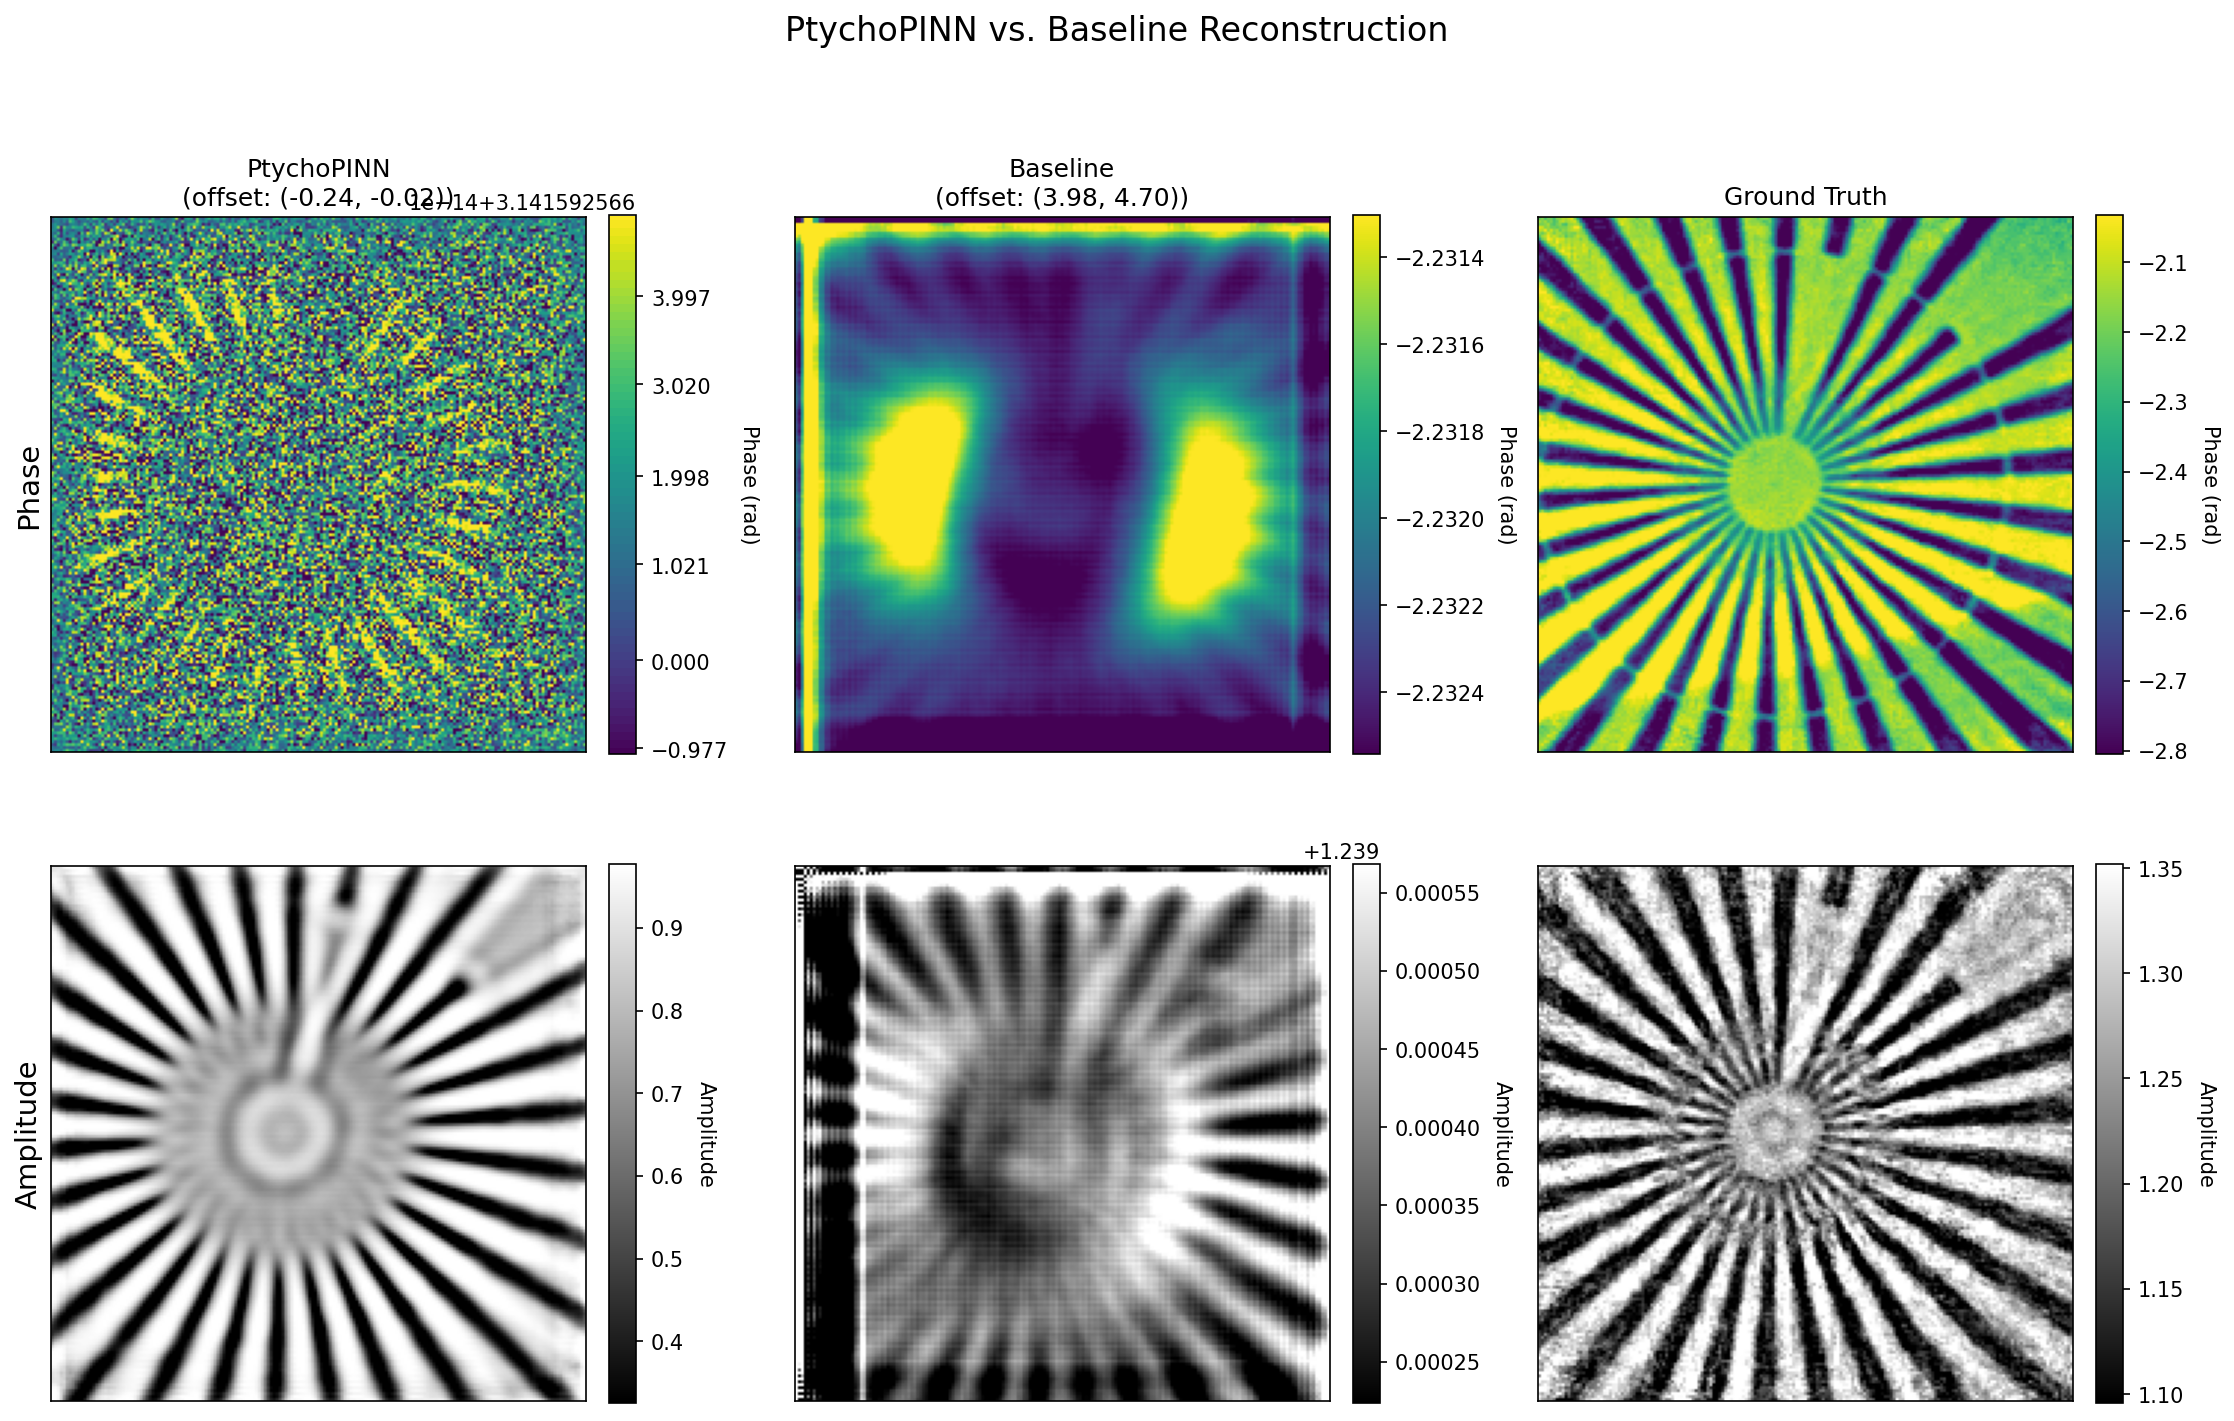 PtychoPINN vs. Baseline Reconstruction
PtychoPINN
(offset: (-0.24, -0.02))
1e−14+3.141592566
Baseline
(offset: (3.98, 4.70))
Ground Truth
Phase
3.997
3.020
1.998
1.021
0.000
−0.977
Phase (rad)
−2.2314
−2.2316
−2.2318
−2.2320
−2.2322
−2.2324
Phase (rad)
−2.1
−2.2
−2.3
−2.4
−2.5
−2.6
−2.7
−2.8
Phase (rad)
Amplitude
0.9
0.8
0.7
0.6
0.5
0.4
Amplitude
+1.239
0.00055
0.00050
0.00045
0.00040
0.00035
0.00030
0.00025
Amplitude
1.35
1.30
1.25
1.20
1.15
1.10
Amplitude